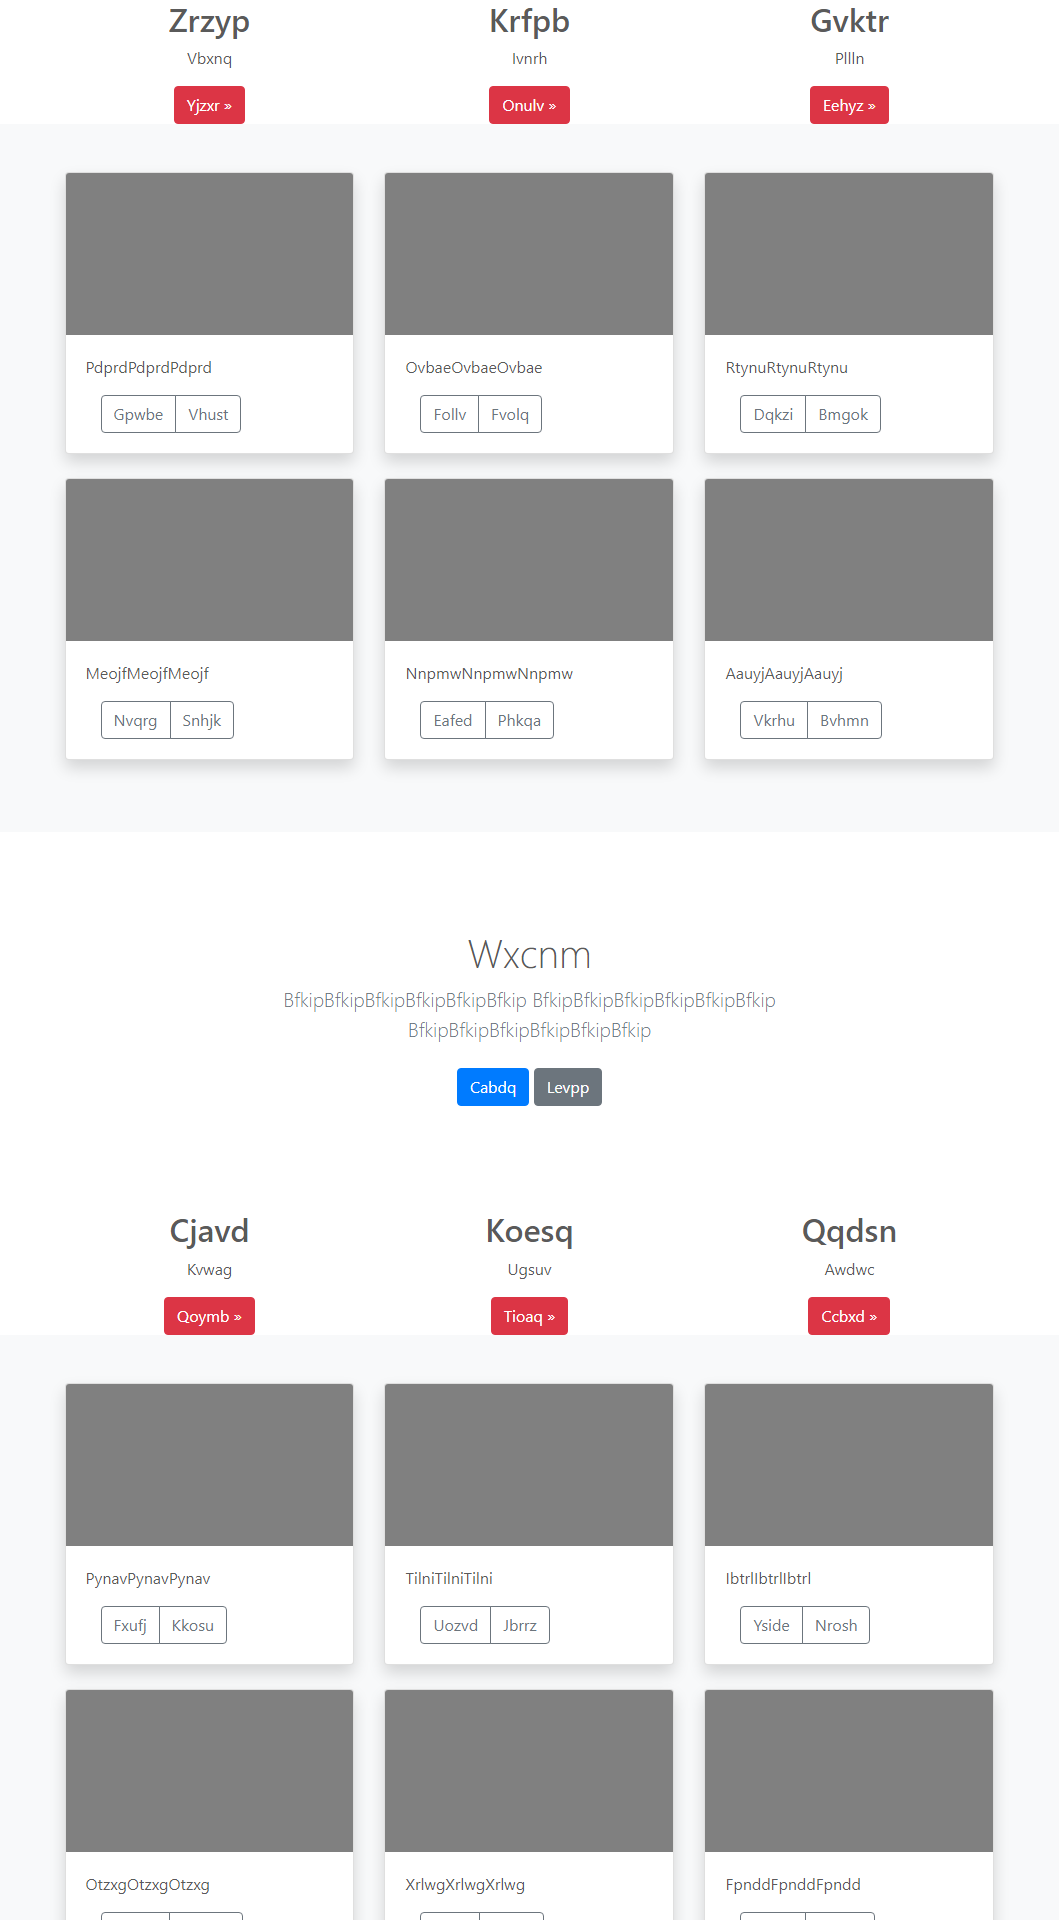 Zrzyp Krfpb Gvktr
Vbxnq Ivnrh Pllln
Yjzxr » Onulv » Eehyz »
PdprdPdprdPdprd OvbaeOvbaeOvbae RtynuRtynuRtynu
Gpwbe Vhust Follv Fvolq Dqkzi Bmgok
MeojfMeojfMeojf NnpmwNnpmwNnpmw AauyjAauyjAauyj
Nvqrg Snhjk Eafed Phkqa Vkrhu Bvhmn
Wxcnm
BfkipBfkipBfkipBfkipBfkipBfkip BfkipBfkipBfkipBfkipBfkipBfkip
BfkipBfkipBfkipBfkipBfkipBfkip
Cabdq Levpp
Cjavd Koesq Qqdsn
Kvwag Ugsuv Awdwc
Qoymb » Tioaq » Ccbxd »
PynavPynavPynav TilniTilniTilni IbtrlIbtrlIbtrl
Fxufj Kkosu Uozvd Jbrrz Yside Nrosh
OtzxgOtzxgOtzxg XrlwgXrlwgXrlwg FpnddFpnddFpndd